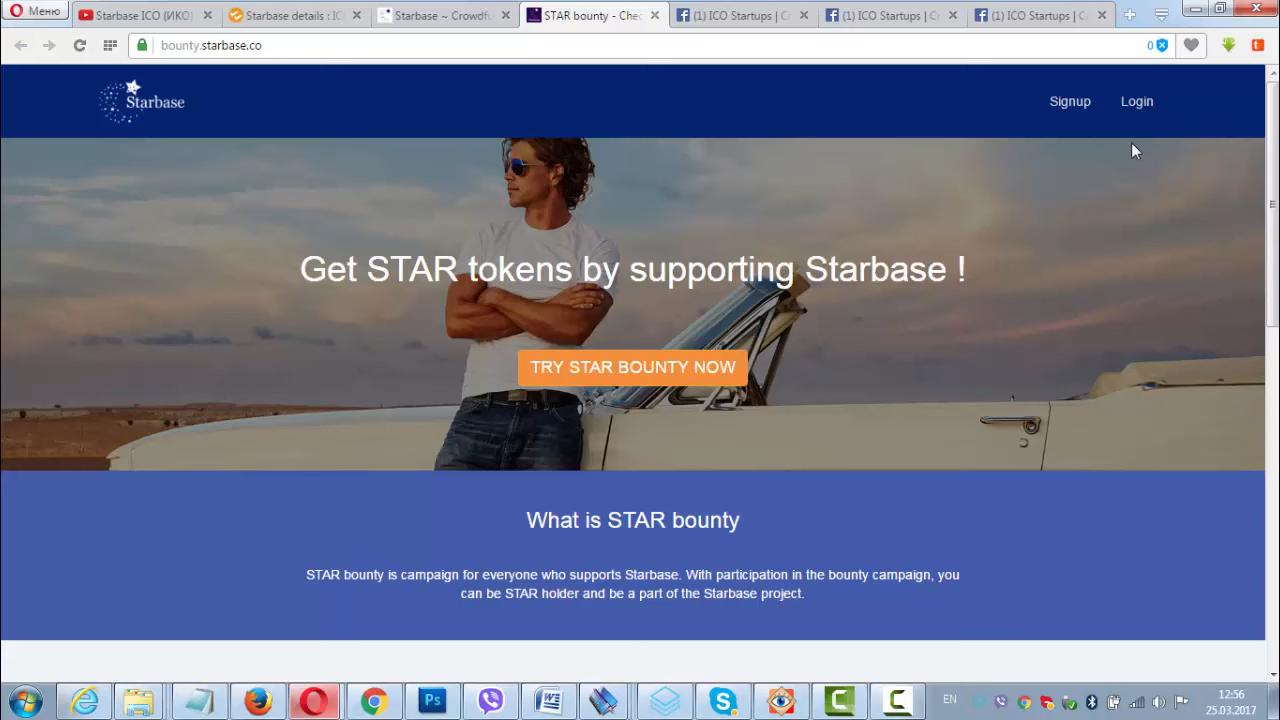 Меню
Starbase ICO (ИКО)
Starbase details : IC
Starbase ~ crowdfu
STAR bounty - Chec
(1) ICO Startups | C
(1) ICO Startups | C
(1) ICO Startups | C
bounty.starbase.co
0
Starbase
Signup
Login
Get STAR tokens by supporting Starbase !
TRY STAR BOUNTY NOW
What is STAR bounty
STAR bounty is campaign for everyone who supports Starbase. With participation in the bounty campaign, you
can be STAR holder and be a part of the Starbase project.
EN
12:56
25.03.2017